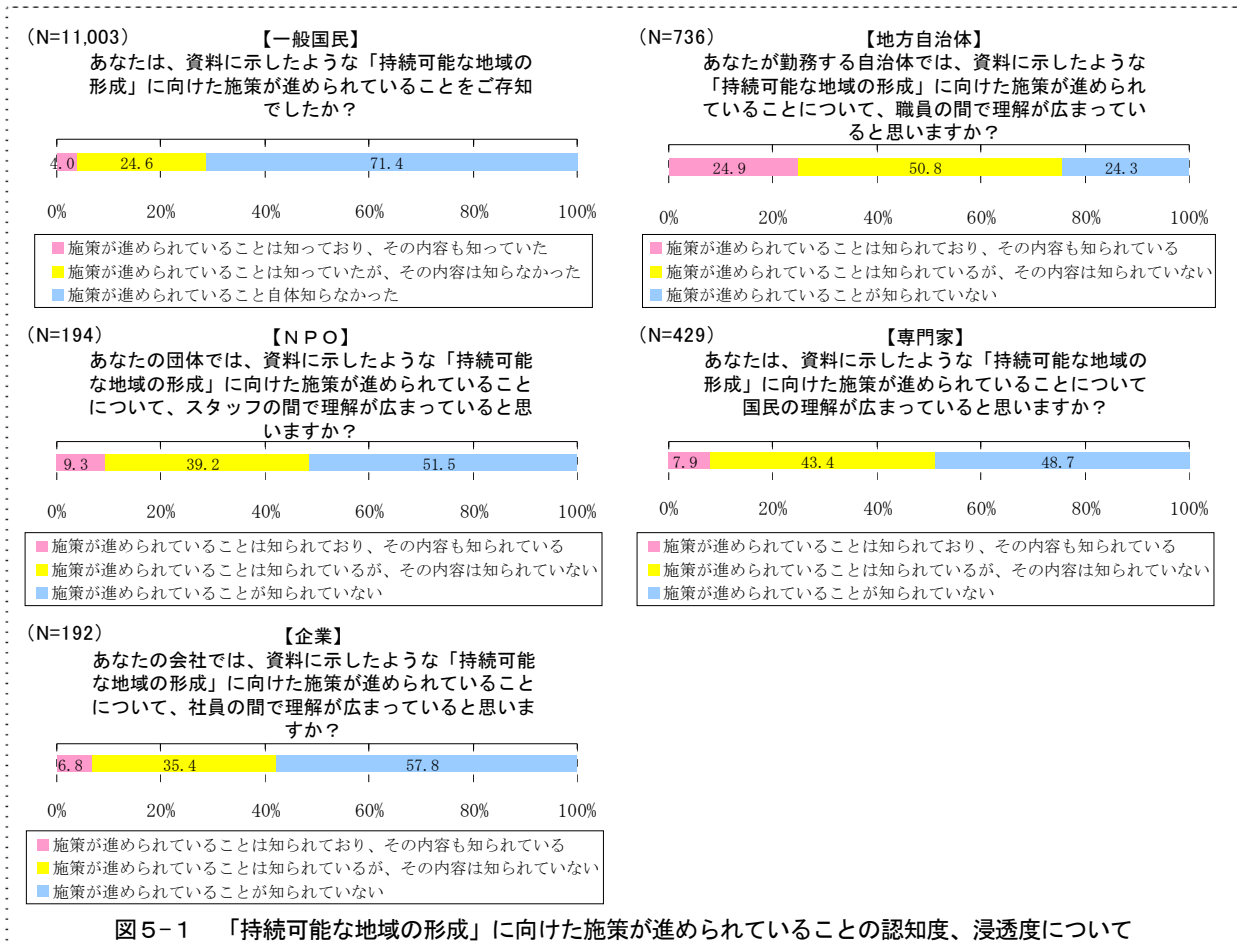 (N=11,003)
【一般国民】
あなたは、資料に示したような「持続可能な地域の
形成」に向けた施策が進められていることをご存知
でしたか?
4.0 24.6 71.4
0% 20% 40% 60% 80% 100%
施策が進められていることは知っており、その内容も知っていた
施策が進められていることは知っていたが、その内容は知らなかった
施策が進められていること自体知らなかった
(N=736)
【地方自治体】
あなたが勤務する自治体では、資料に示したような
「持続可能な地域の形成」に向けた施策が進められ
ていることについて、職員の間で理解が広まってい
ると思いますか?
24.9 50.8 24.3
0% 20% 40% 60% 80% 100%
施策が進められていることは知られており、その内容も知られている
施策が進められていることは知られているが、その内容は知られていない
施策が進められていることが知られていない
(N=194)
【NPO】
あなたの団体では、資料に示したような「持続可能
な地域の形成」に向けた施策が進められていること
について、スタッフの間で理解が広まっていると思
いますか?
9.3 39.2 51.5
0% 20% 40% 60% 80% 100%
施策が進められていることは知られており、その内容も知られている
施策が進められていることは知られているが、その内容は知られていない
施策が進められていることが知られていない
(N=429)
【専門家】
あなたは、資料に示したような「持続可能な地域の
形成」に向けた施策が進められていることについて
国民の理解が広まっていると思いますか?
7.9 43.4 48.7
0% 20% 40% 60% 80% 100%
施策が進められていることは知られており、その内容も知られている
施策が進められていることは知られているが、その内容は知られていない
施策が進められていることが知られていない
(N=192)
【企業】
あなたの会社では、資料に示したような「持続可能
な地域の形成」に向けた施策が進められていること
について、社員の間で理解が広まっていると思いま
すか?
6.8 35.4 57.8
0% 20% 40% 60% 80% 100%
施策が進められていることは知られており、その内容も知られている
施策が進められていることは知られているが、その内容は知られていない
施策が進められていることが知られていない
図5-1 「持続可能な地域の形成」に向けた施策が進められていることの認知度、浸透度について